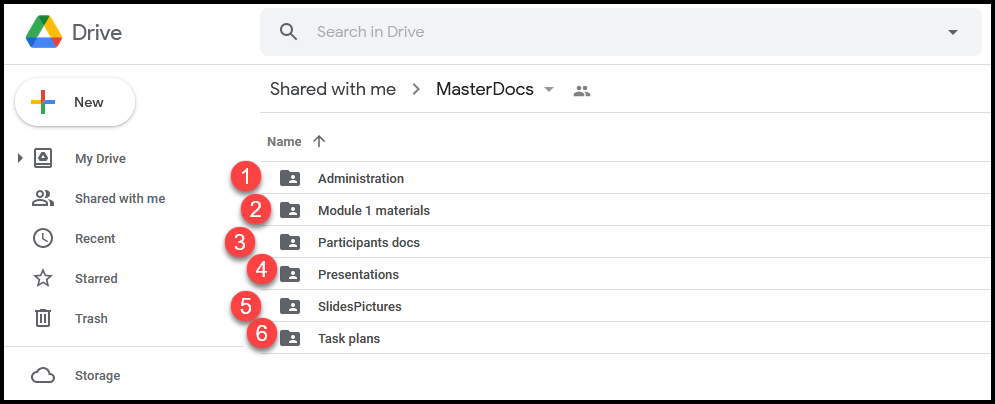 Drive
Search in Drive
New
My Drive
Shared with me
Recent
Starred
Trash
Storage
Shared with me MasterDocs
Name
1 Administration
2 Module 1 materials
3 Participants docs
4 Presentations
5 SlidesPictures
6 Task plans